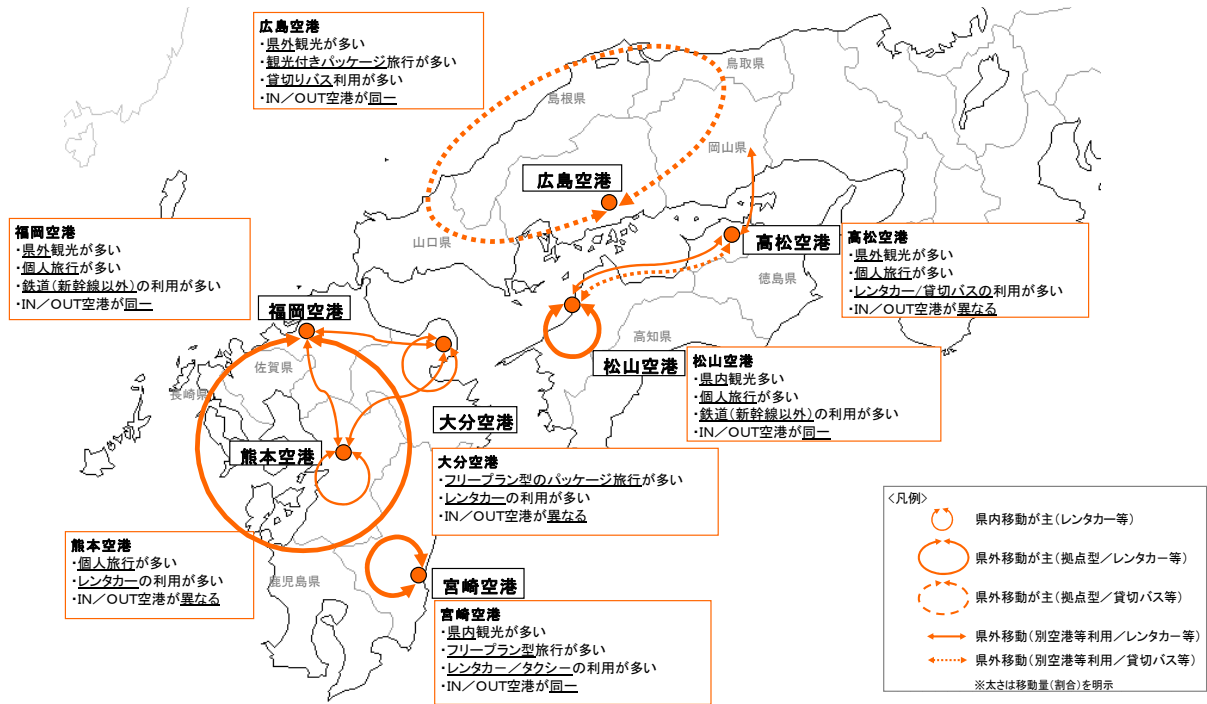 広島空港
・県外観光が多い
・観光付きパッケージ旅行が多い
・貸切りバス利用が多い
・IN/OUT空港が同一
鳥取県
島根県
岡山県
広島空港
山口県
高松空港
徳島県
高松空港
・県外観光が多い
・個人旅行が多い
・レンタカー/貸切バスの利用が多い
・IN/OUT空港が異なる
福岡空港
・県外観光が多い
・個人旅行が多い
・鉄道(新幹線以外)の利用が多い
・IN/OUT空港が同一
福岡空港
高知県
松山空港
松山空港
・県内観光多い
・個人旅行が多い
・鉄道(新幹線以外)の利用が多い
・IN/OUT空港が同一
佐賀県
長崎県
大分空港
熊本空港
大分空港
・フリープラン型のパッケージ旅行が多い
・レンタカーの利用が多い
・IN/OUT空港が異なる
熊本空港
・個人旅行が多い
・レンタカーの利用が多い
・IN/OUT空港が異なる
鹿児島県
宮崎空港
宮崎空港
・県内観光が多い
・フリープラン型旅行が多い
・レンタカー/タクシーの利用が多い
・IN/OUT空港が同一
<凡例>
県内移動が主(レンタカー等)
県外移動が主(拠点型/レンタカー等)
県外移動が主(拠点型/貸切バス等)
県外移動(別空港等利用/レンタカー等)
県外移動(別空港等利用/貸切バス等)
※太さは移動量(割合)を明示